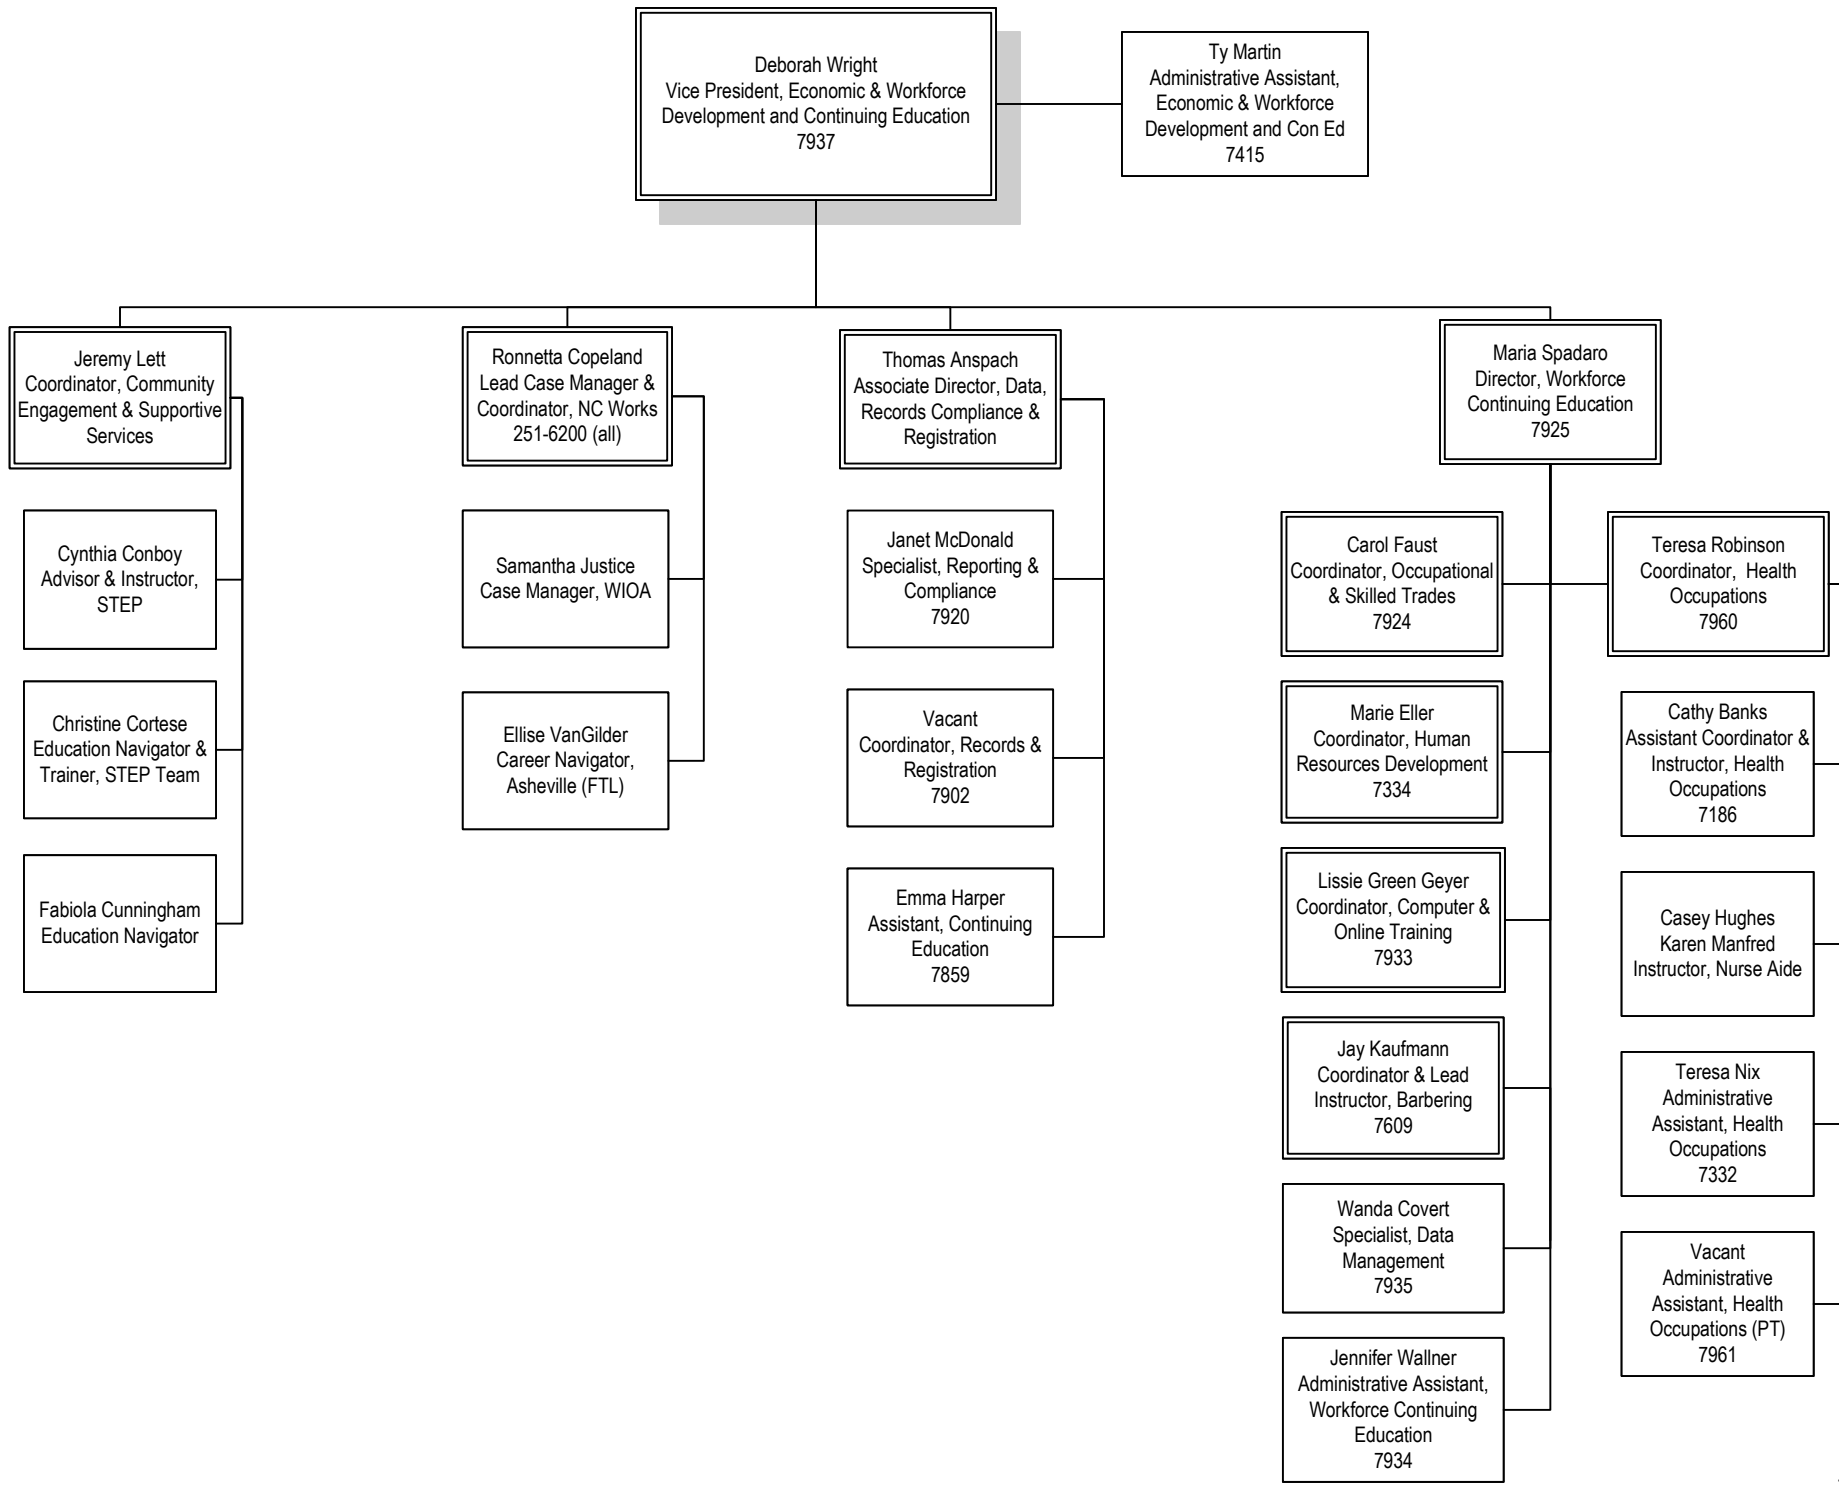 Deborah Wright
Vice President, Economic & Workforce
Development and Continuing Education
7937
Ty Martin
Administrative Assistant,
Economic & Workforce
Development and Con Ed
7415
Jeremy Lett
Coordinator, Community
Engagement & Supportive
Services
Cynthia Conboy
Advisor & Instructor,
STEP
Christine Cortese
Education Navigator &
Trainer, STEP Team
Fabiola Cunningham
Education Navigator
Ronnetta Copeland
Lead Case Manager &
Coordinator, NC Works
251-6200 (all)
Samantha Justice
Case Manager, WIOA
Ellise VanGilder
Career Navigator,
Asheville (FTL)
Thomas Anspach
Associate Director, Data,
Records Compliance &
Registration
Janet McDonald
Specialist, Reporting &
Compliance
7920
Vacant
Coordinator, Records &
Registration
7902
Emma Harper
Assistant, Continuing
Education
7859
Maria Spadaro
Director, Workforce
Continuing Education
7925
Carol Faust
Coordinator, Occupational
& Skilled Trades
7924
Marie Eller
Coordinator, Human
Resources Development
7334
Lissie Green Geyer
Coordinator, Computer &
Online Training
7933
Jay Kaufmann
Coordinator & Lead
Instructor, Barbering
7609
Wanda Covert
Specialist, Data
Management
7935
Jennifer Wallner
Administrative Assistant,
Workforce Continuing
Education
7934
Teresa Robinson
Coordinator, Health
Occupations
7960
Cathy Banks
Assistant Coordinator &
Instructor, Health
Occupations
7186
Casey Hughes
Karen Manfred
Instructor, Nurse Aide
Teresa Nix
Administrative
Assistant, Health
Occupations
7332
Vacant
Administrative
Assistant, Health
Occupations (PT)
7961